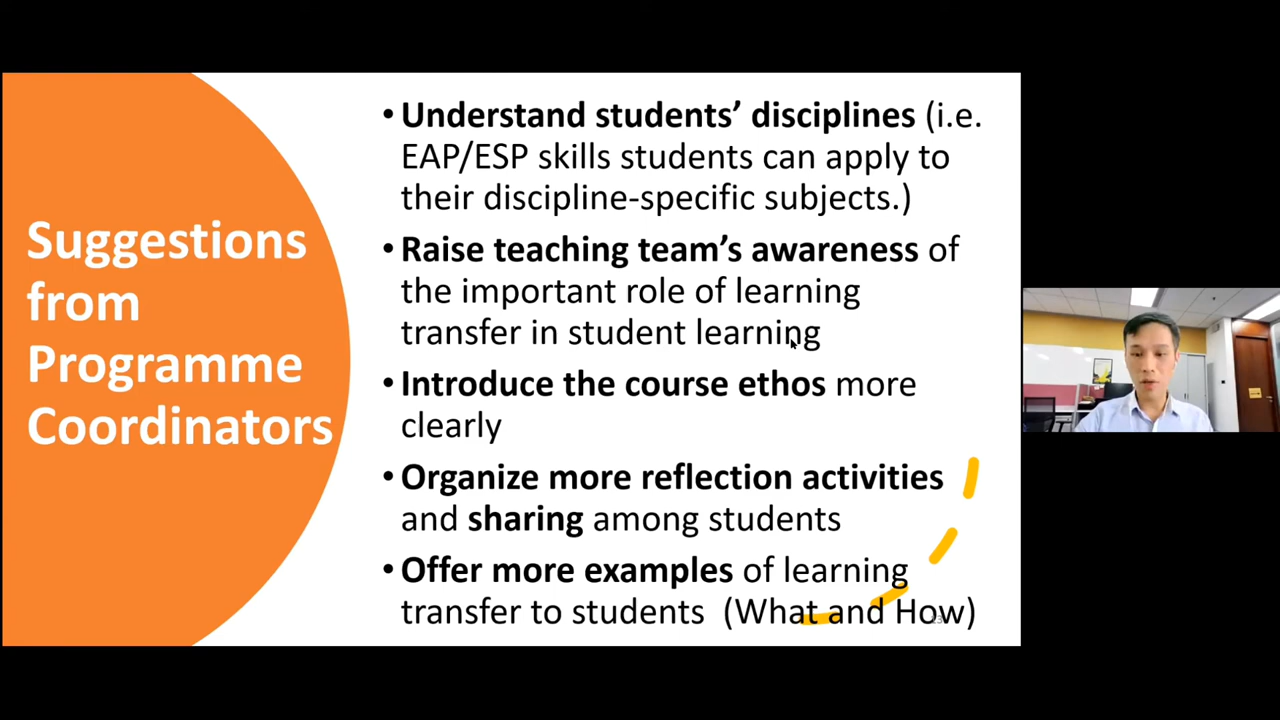 Suggestions
from
Programme
Coordinators
• Understand students’ disciplines (i.e.
EAP/ESP skills students can apply to
their discipline-specific subjects.)
• Raise teaching team’s awareness of
the important role of learning
transfer in student learning
• Introduce the course ethos more
clearly
• Organize more reflection activities
and sharing among students
• Offer more examples of learning
transfer to students (What and How)